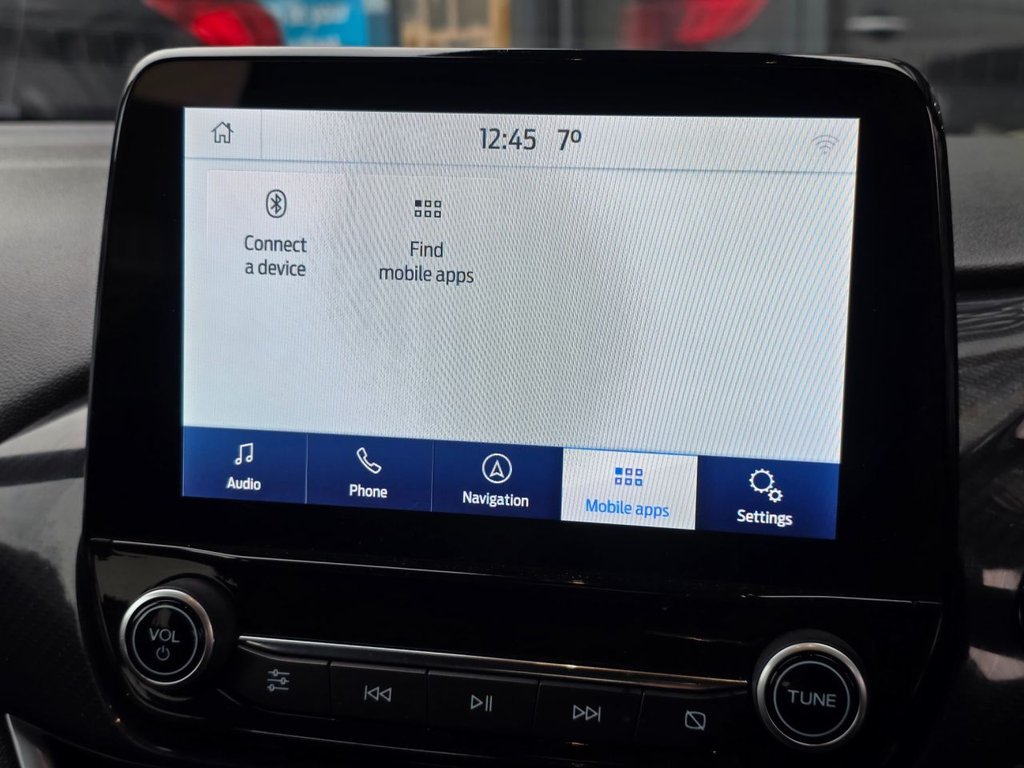 12:45 7º
Connect
a device
Find
mobile apps
Audio
Phone
Navigation
Mobile apps
Settings
VOL
TUNE